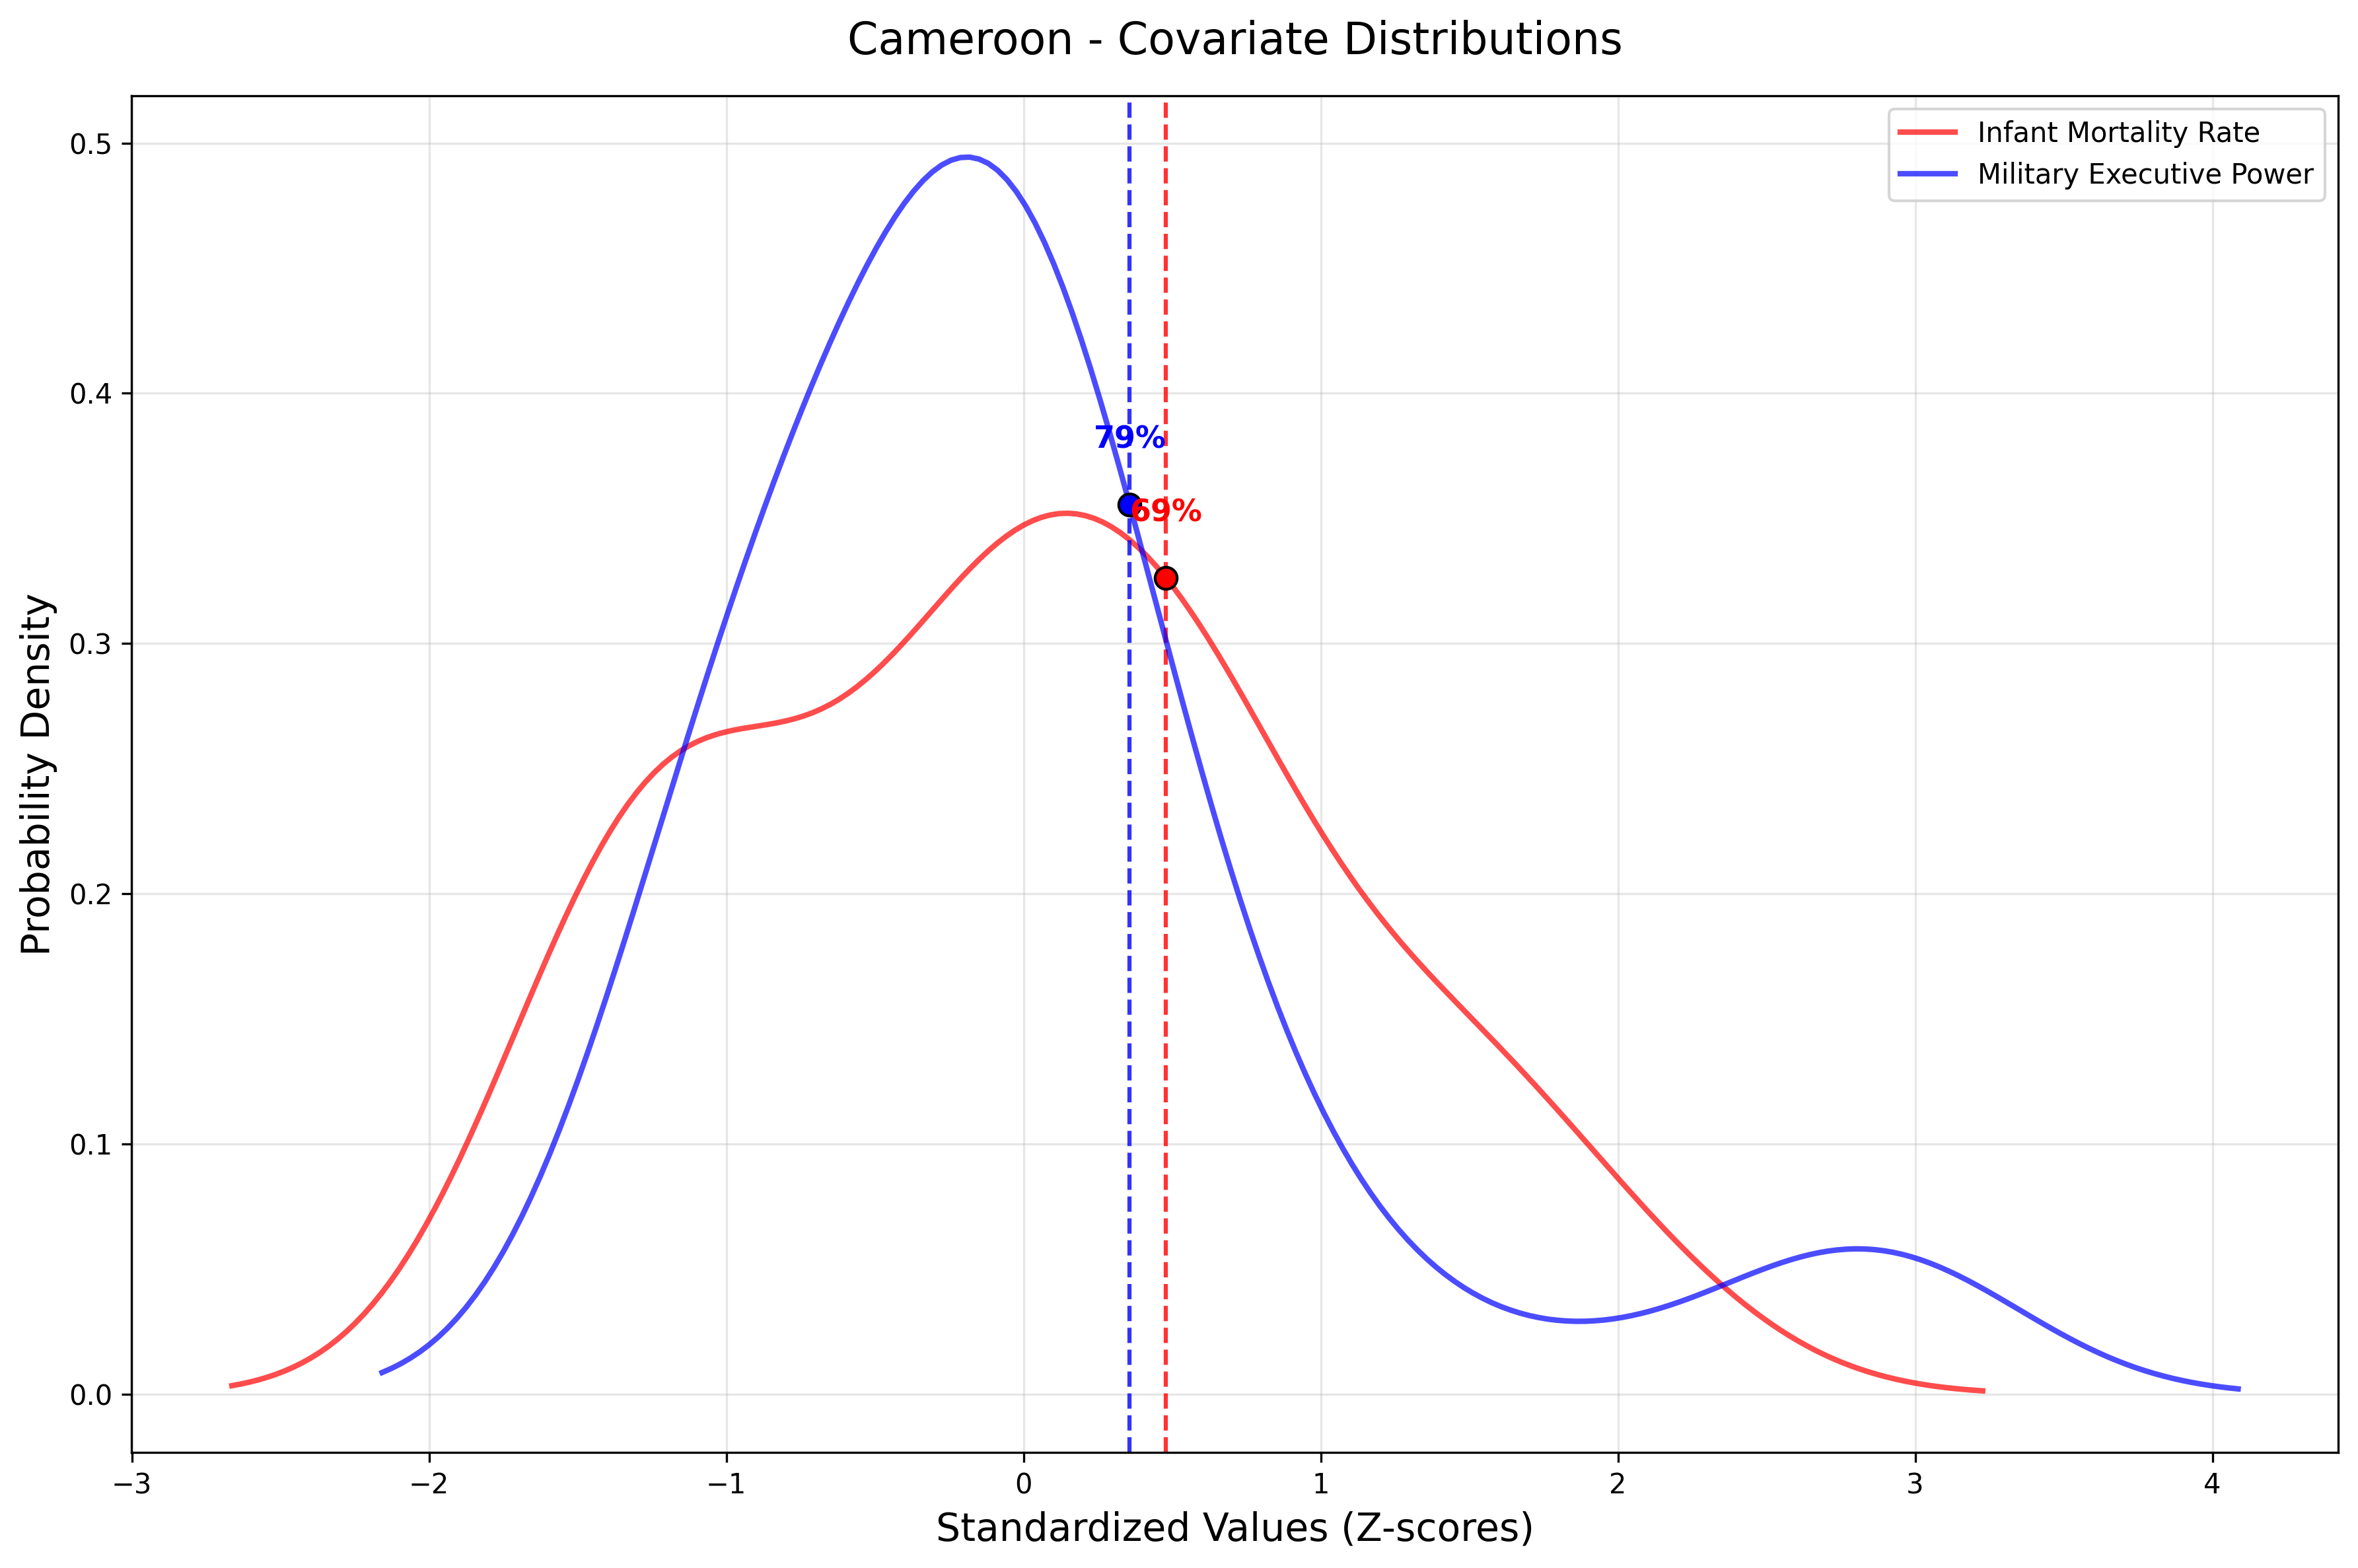 Cameroon - Covariate Distributions
Infant Mortality Rate
Military Executive Power
Probability Density
0.5
0.4
0.3
0.2
0.1
0.0
79%
69%
−3 −2 −1 0 1 2 3 4
Standardized Values (Z-scores)